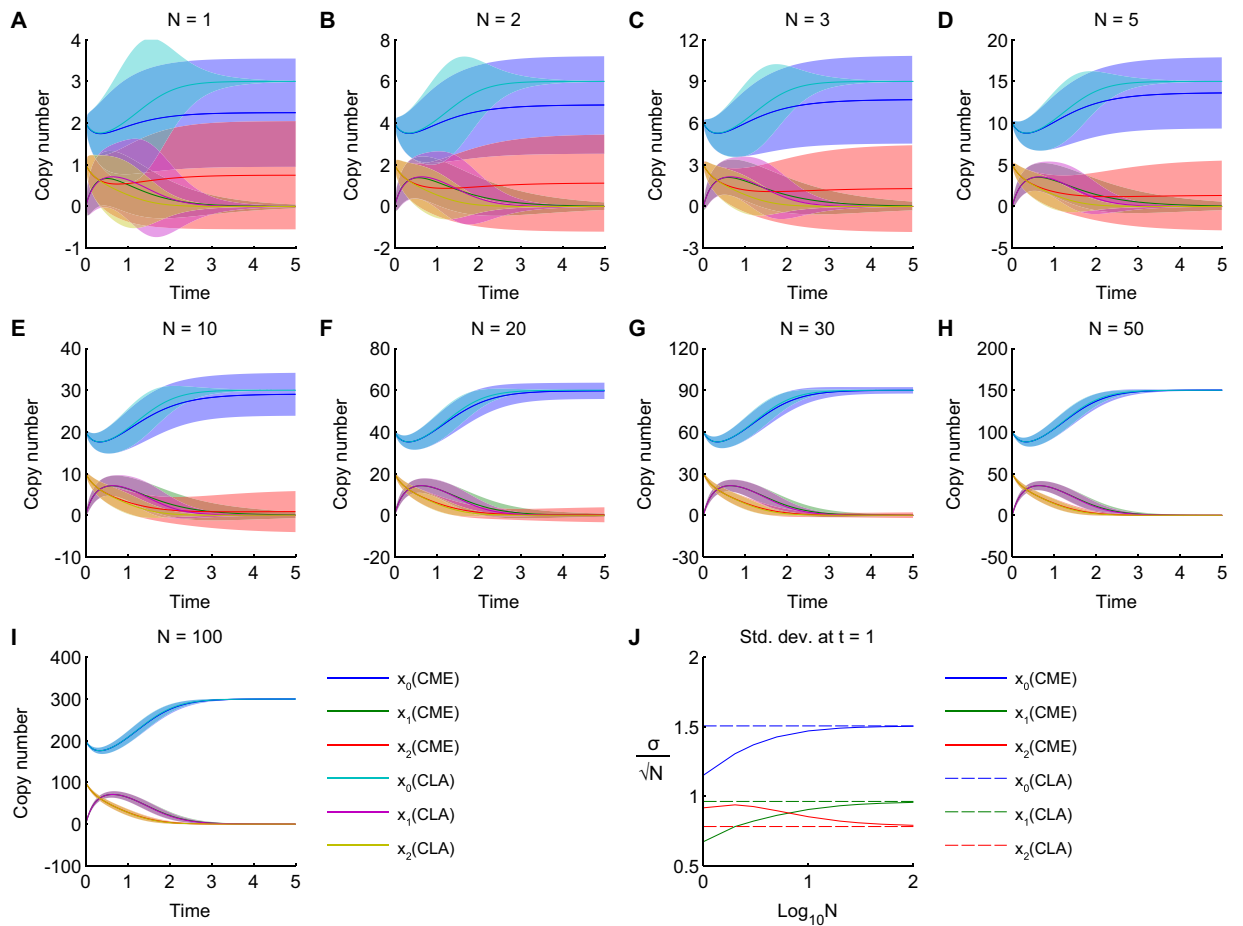 A N = 1
4
3
2
1
0
-1
Copy number
0 1 2 3 4 5
Time
B N = 2
8
6
4
2
0
-2
Copy number
0 1 2 3 4 5
Time
C N = 3
12
9
6
3
0
-3
Copy number
0 1 2 3 4 5
Time
D N = 5
20
15
10
5
0
-5
Copy number
0 1 2 3 4 5
Time
E N = 10
40
30
20
10
0
-10
Copy number
0 1 2 3 4 5
Time
F N = 20
80
60
40
20
0
-20
Copy number
0 1 2 3 4 5
Time
G N = 30
120
90
60
30
0
-30
Copy number
0 1 2 3 4 5
Time
H N = 50
200
150
100
50
0
-50
Copy number
0 1 2 3 4 5
Time
I N = 100
400
300
200
100
0
-100
Copy number
0 1 2 3 4 5
Time
x₀(CME)
x₁(CME)
x₂(CME)
x₀(CLA)
x₁(CLA)
x₂(CLA)
J Std. dev. at t = 1
2
1.5
1
0.5
σ
√N
0 1 2
Log₁₀N
x₀(CME)
x₁(CME)
x₂(CME)
x₀(CLA)
x₁(CLA)
x₂(CLA)